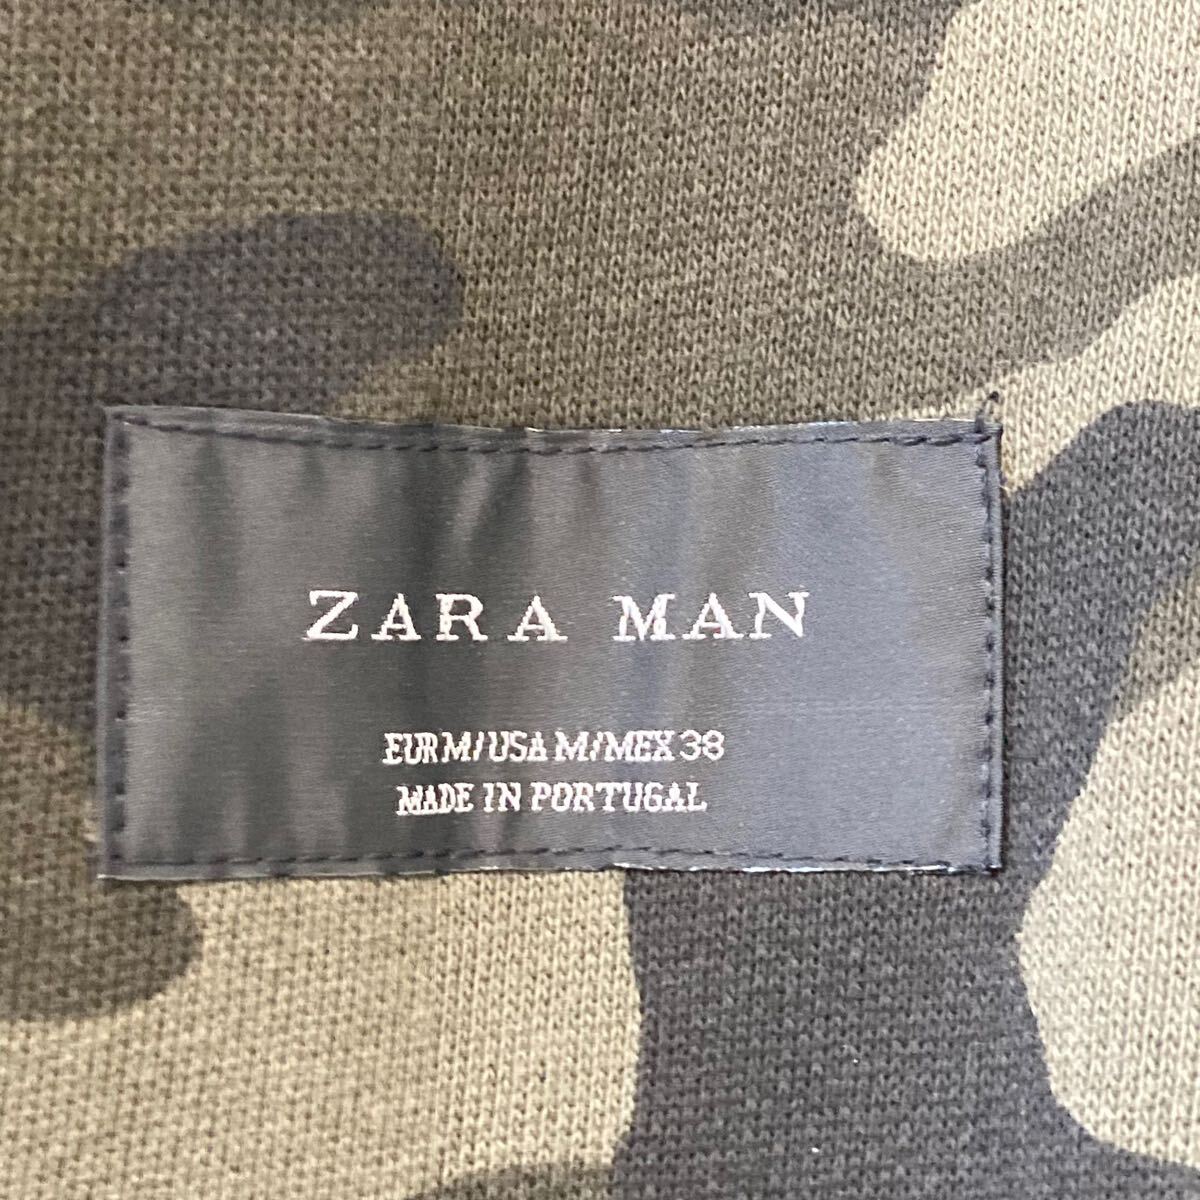 ZARA MAN
EUR M/USA M/MEX 38
MADE IN PORTUGAL